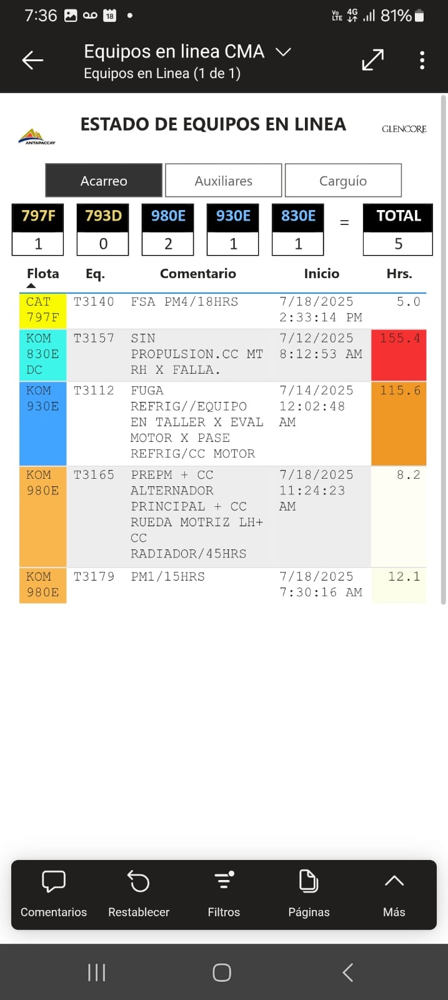 7:36
18
Vo LTE 4G 81%
Equipos en linea CMA
Equipos en Linea (1 de 1)
ANTAPACCAY
ESTADO DE EQUIPOS EN LINEA
GLENCORE
Acarreo Auxiliares Carguío
797F 793D 980E 930E 830E = TOTAL
1 0 2 1 1 5
Flota Eq. Comentario Inicio Hrs.
CAT T3140 FSA PM4/18HRS 7/18/2025 5.0
797F 2:33:14 PM
KOM T3157 SIN 7/12/2025 155.4
830E PROPULSION.CC MT 8:12:53 AM
DC RH X FALLA.
KOM T3112 FUGA 7/14/2025 115.6
930E REFRIG//EQUIPO 12:02:48
EN TALLER X EVAL AM
MOTOR X PASE
REFRIG/CC MOTOR
KOM T3165 PREPM + CC 7/18/2025 8.2
980E ALTERNADOR 11:24:23
PRINCIPAL + CC AM
RUEDA MOTRIZ LH+
CC
RADIADOR/45HRS
KOM T3179 PM1/15HRS 7/18/2025 12.1
980E 7:30:16 AM
Comentarios Restablecer Filtros Páginas Más